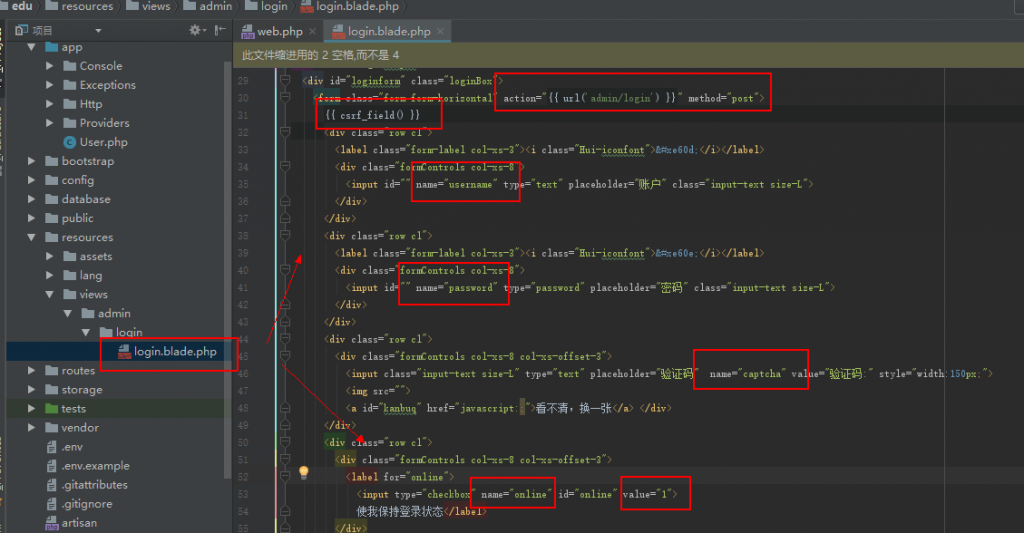 edu resources views admin login login.blade.php
项目
web.php × login.blade.php ×
此文件缩进用的 2 空格,而不是 4
app
Console
Exceptions
Http
Providers
User.php
bootstrap
config
database
public
resources
assets
lang
views
admin
login
login.blade.php
routes
storage
tests
vendor
.env
.env.example
.gitattributes
.gitignore
artisan
29 <div id="loginform" class="loginBox">
30 <form class="form form-horizontal" action="{{ url('admin/login') }}" method="post">
31 {{ csrf_field() }}
32 <div class="row cl">
33 <label class="form-label col-xs-3"><i class="Hui-iconfont">&#xe60d;</i></label>
34 <div class="formControls col-xs-8">
35 <input id="" name="username" type="text" placeholder="账户" class="input-text size-L">
36 </div>
37 </div>
38 <div class="row cl">
39 <label class="form-label col-xs-3"><i class="Hui-iconfont">&#xe60e;</i></label>
40 <div class="formControls col-xs-8">
41 <input id="" name="password" type="password" placeholder="密码" class="input-text size-L">
42 </div>
43 </div>
44 <div class="row cl">
45 <div class="formControls col-xs-8 col-xs-offset-3">
46 <input class="input-text size-L" type="text" placeholder="验证码" name="captcha" value="验证码:" style="width:150px;">
47 <img src="">
48 <a id="kanbuq" href="javascript:;">看不清，换一张</a> </div>
49 </div>
50 <div class="row cl">
51 <div class="formControls col-xs-8 col-xs-offset-3">
52 <label for="online">
53 <input type="checkbox" name="online" id="online" value="1">
54 使我保持登录状态</label>
55 </div>